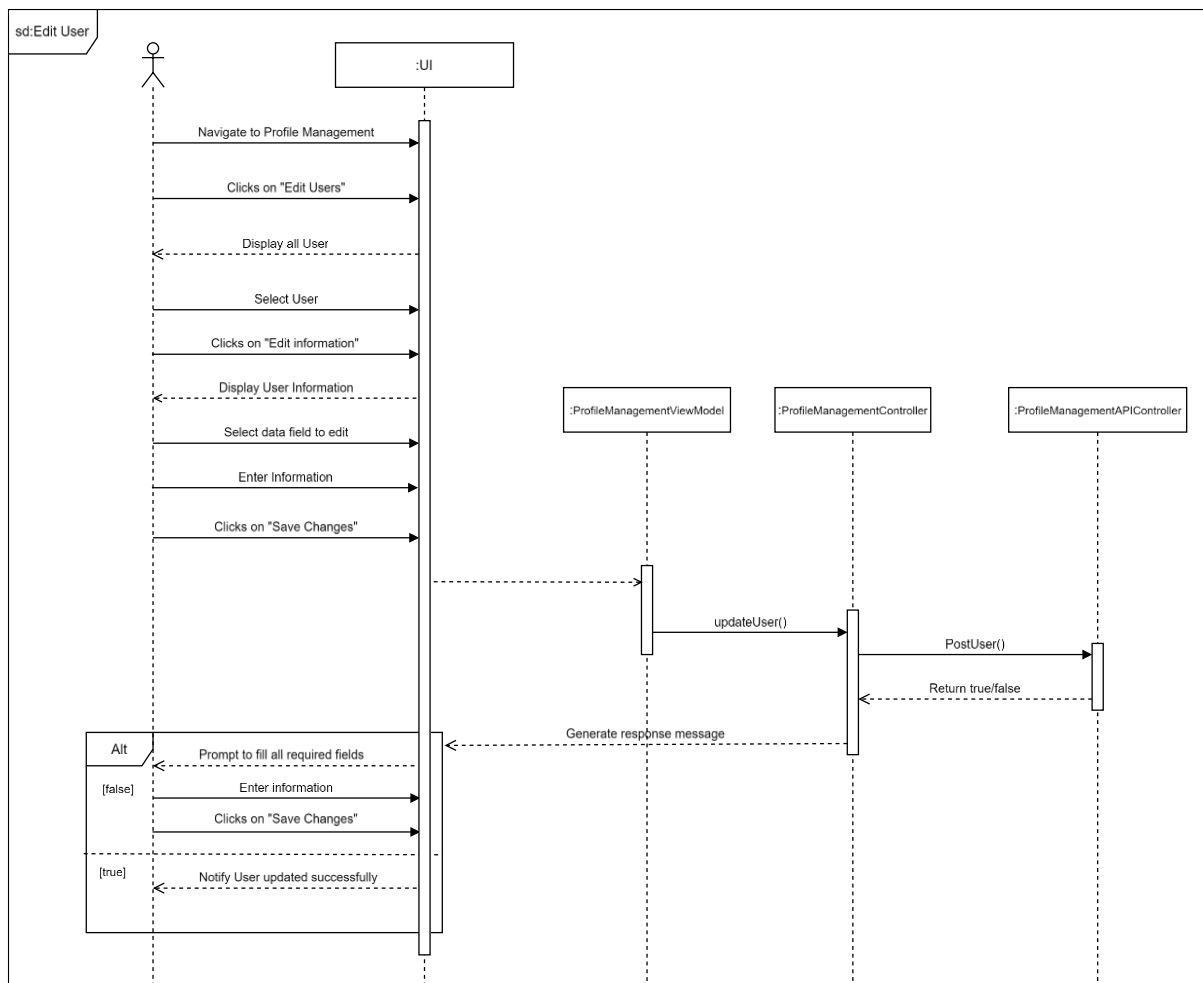 sd:Edit User
:UI
Navigate to Profile Management
Clicks on "Edit Users"
Display all User
Select User
Clicks on "Edit information"
Display User Information
:ProfileManagementViewModel
:ProfileManagementController
:ProfileManagementAPIController
Select data field to edit
Enter Information
Clicks on "Save Changes"
updateUser()
PostUser()
Return true/false
Generate response message
Alt
Prompt to fill all required fields
[false]
Enter information
Clicks on "Save Changes"
[true]
Notify User updated successfully